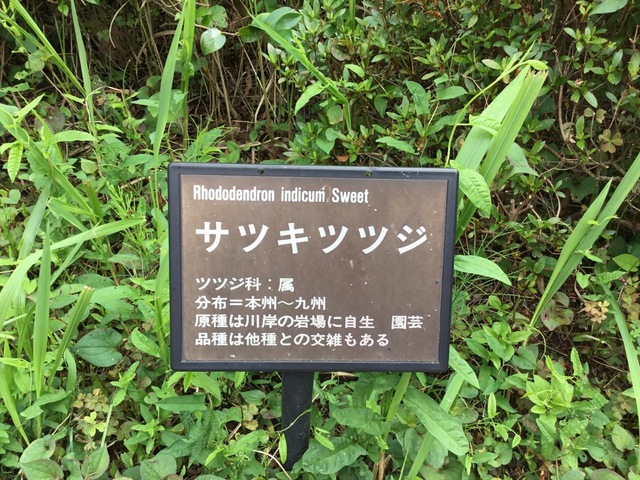 Rhododendron indicum Sweet
サツキツツジ
ツツジ科：属
分布＝本州～九州
原種は川岸の岩場に自生　園芸
品種は他種との交雑もある